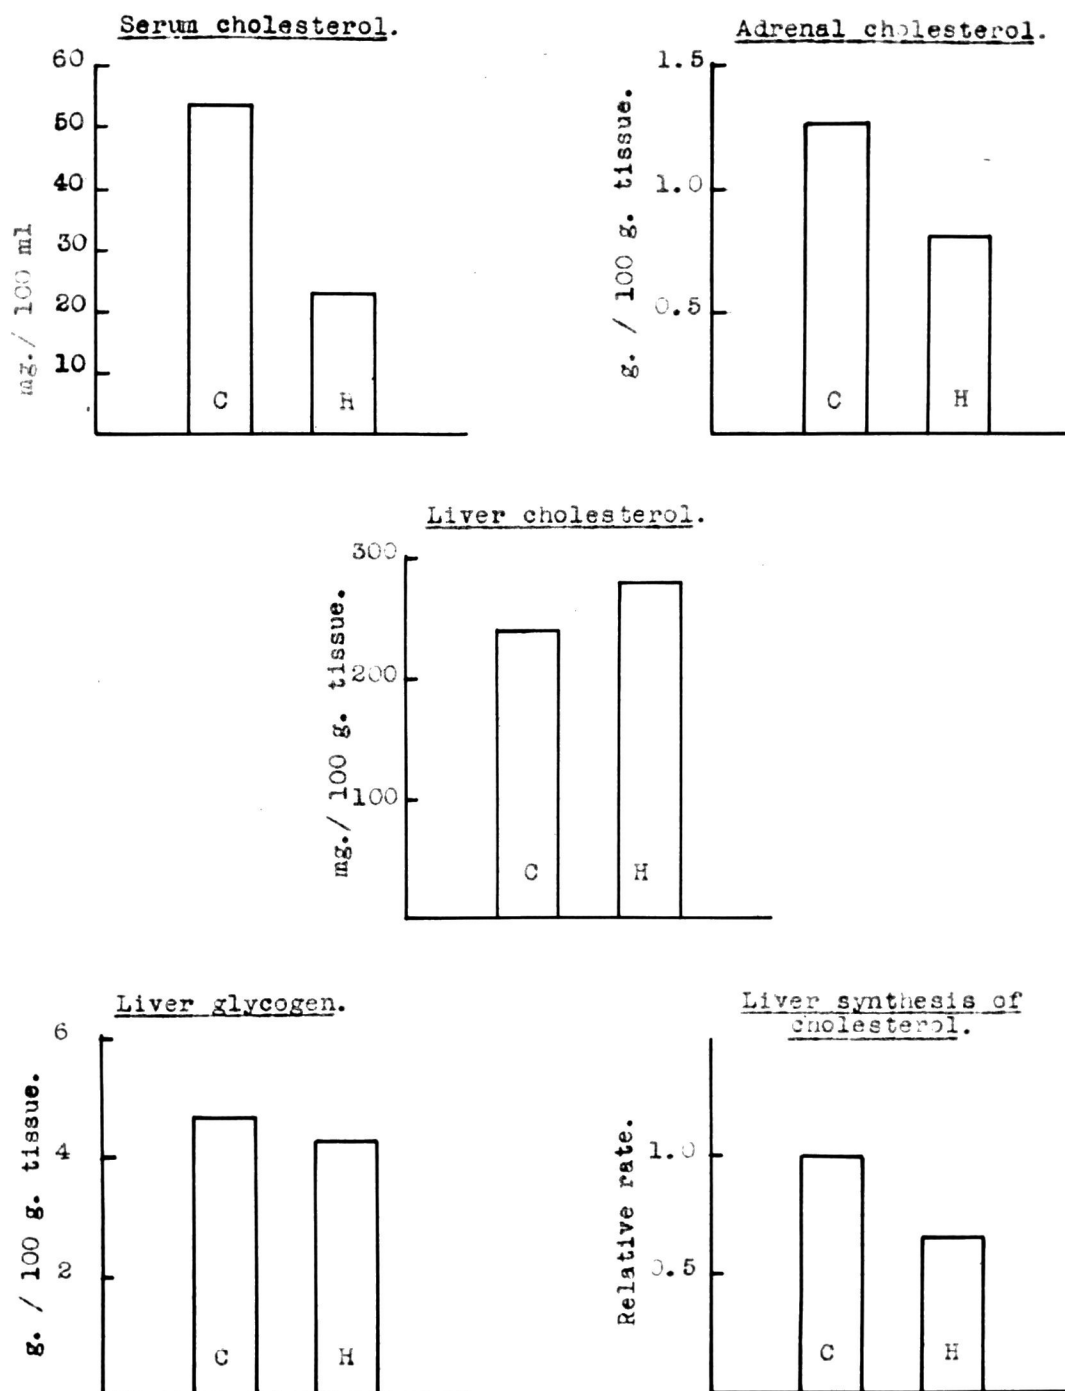 Serum cholesterol.
60
50
40
30
20
10
mg./ 100 ml
C
H
Adrenal cholesterol.
1.5
1.0
0.5
g. / 100 g. tissue.
C
H
Liver cholesterol.
300
200
100
mg./ 100 g. tissue.
C
H
Liver glycogen.
6
4
2
g. / 100 g. tissue.
C
H
Liver synthesis of
cholesterol.
1.0
0.5
Relative rate.
C
H